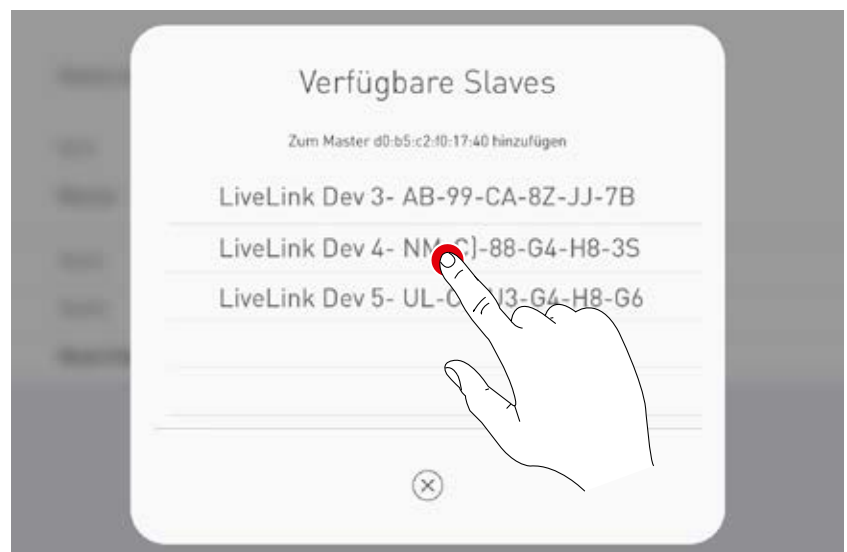 Verfügbare Slaves
Zum Master d0:b5:c2:f0:17:40 hinzufügen
LiveLink Dev 3- AB-99-CA-8Z-JJ-7B
LiveLink Dev 4- NM-C)-88-G4-H8-3S
LiveLink Dev 5- UL-G4-H8-G6